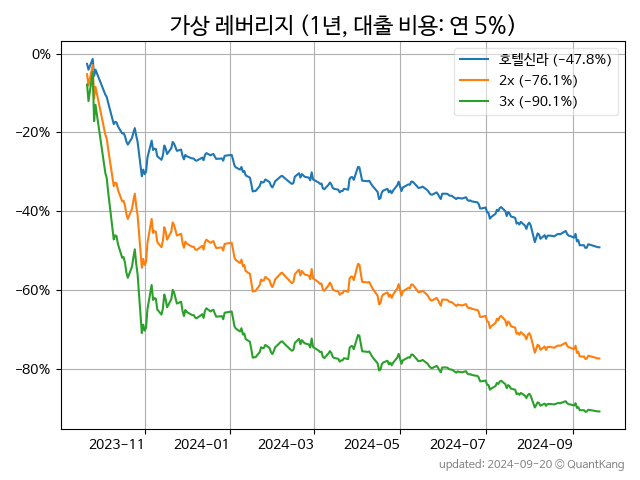 가상 레버리지 (1년, 대출 비용: 연 5%)
호텔신라 (−47.8%)
2x (−76.1%)
3x (−90.1%)
0%
−20%
−40%
−60%
−80%
2023−11 2024−01 2024−03 2024−05 2024−07 2024−09
updated: 2024−09−20 © QuantKang